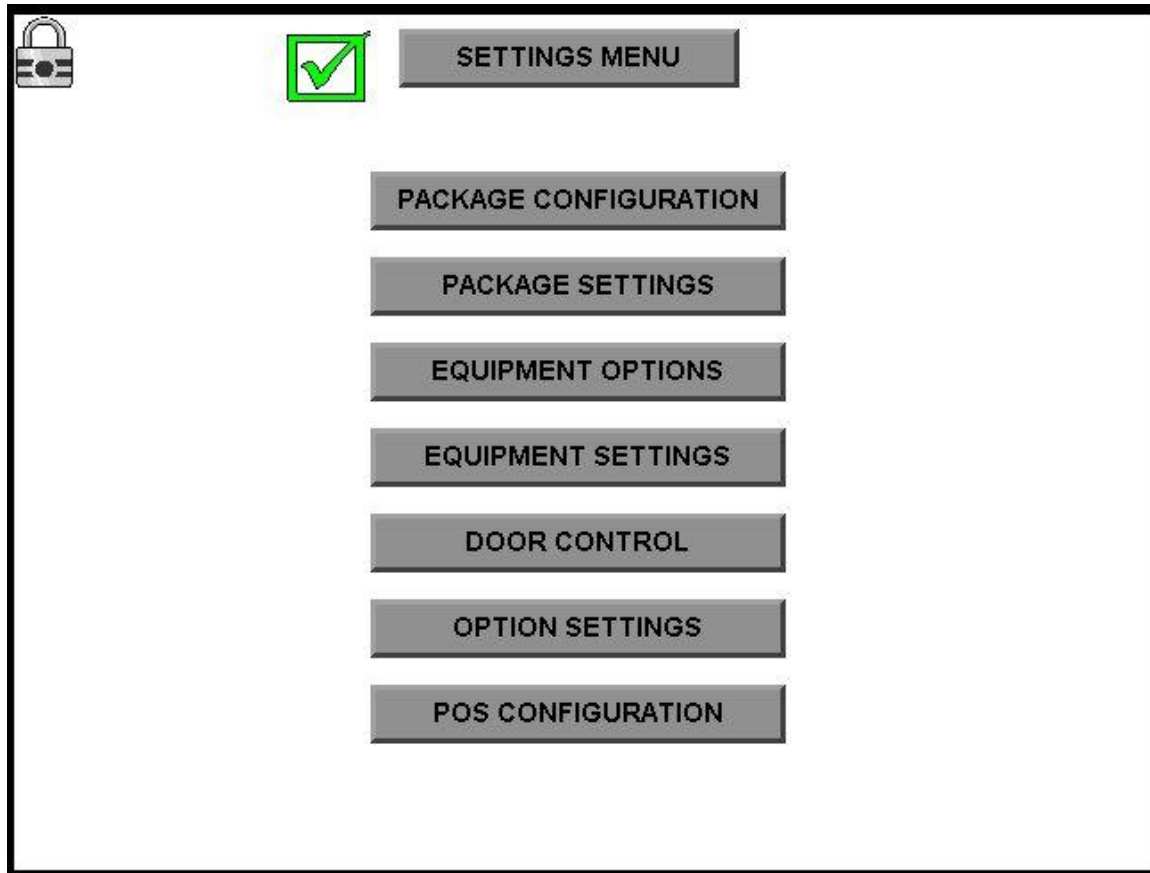 SETTINGS MENU
PACKAGE CONFIGURATION
PACKAGE SETTINGS
EQUIPMENT OPTIONS
EQUIPMENT SETTINGS
DOOR CONTROL
OPTION SETTINGS
POS CONFIGURATION